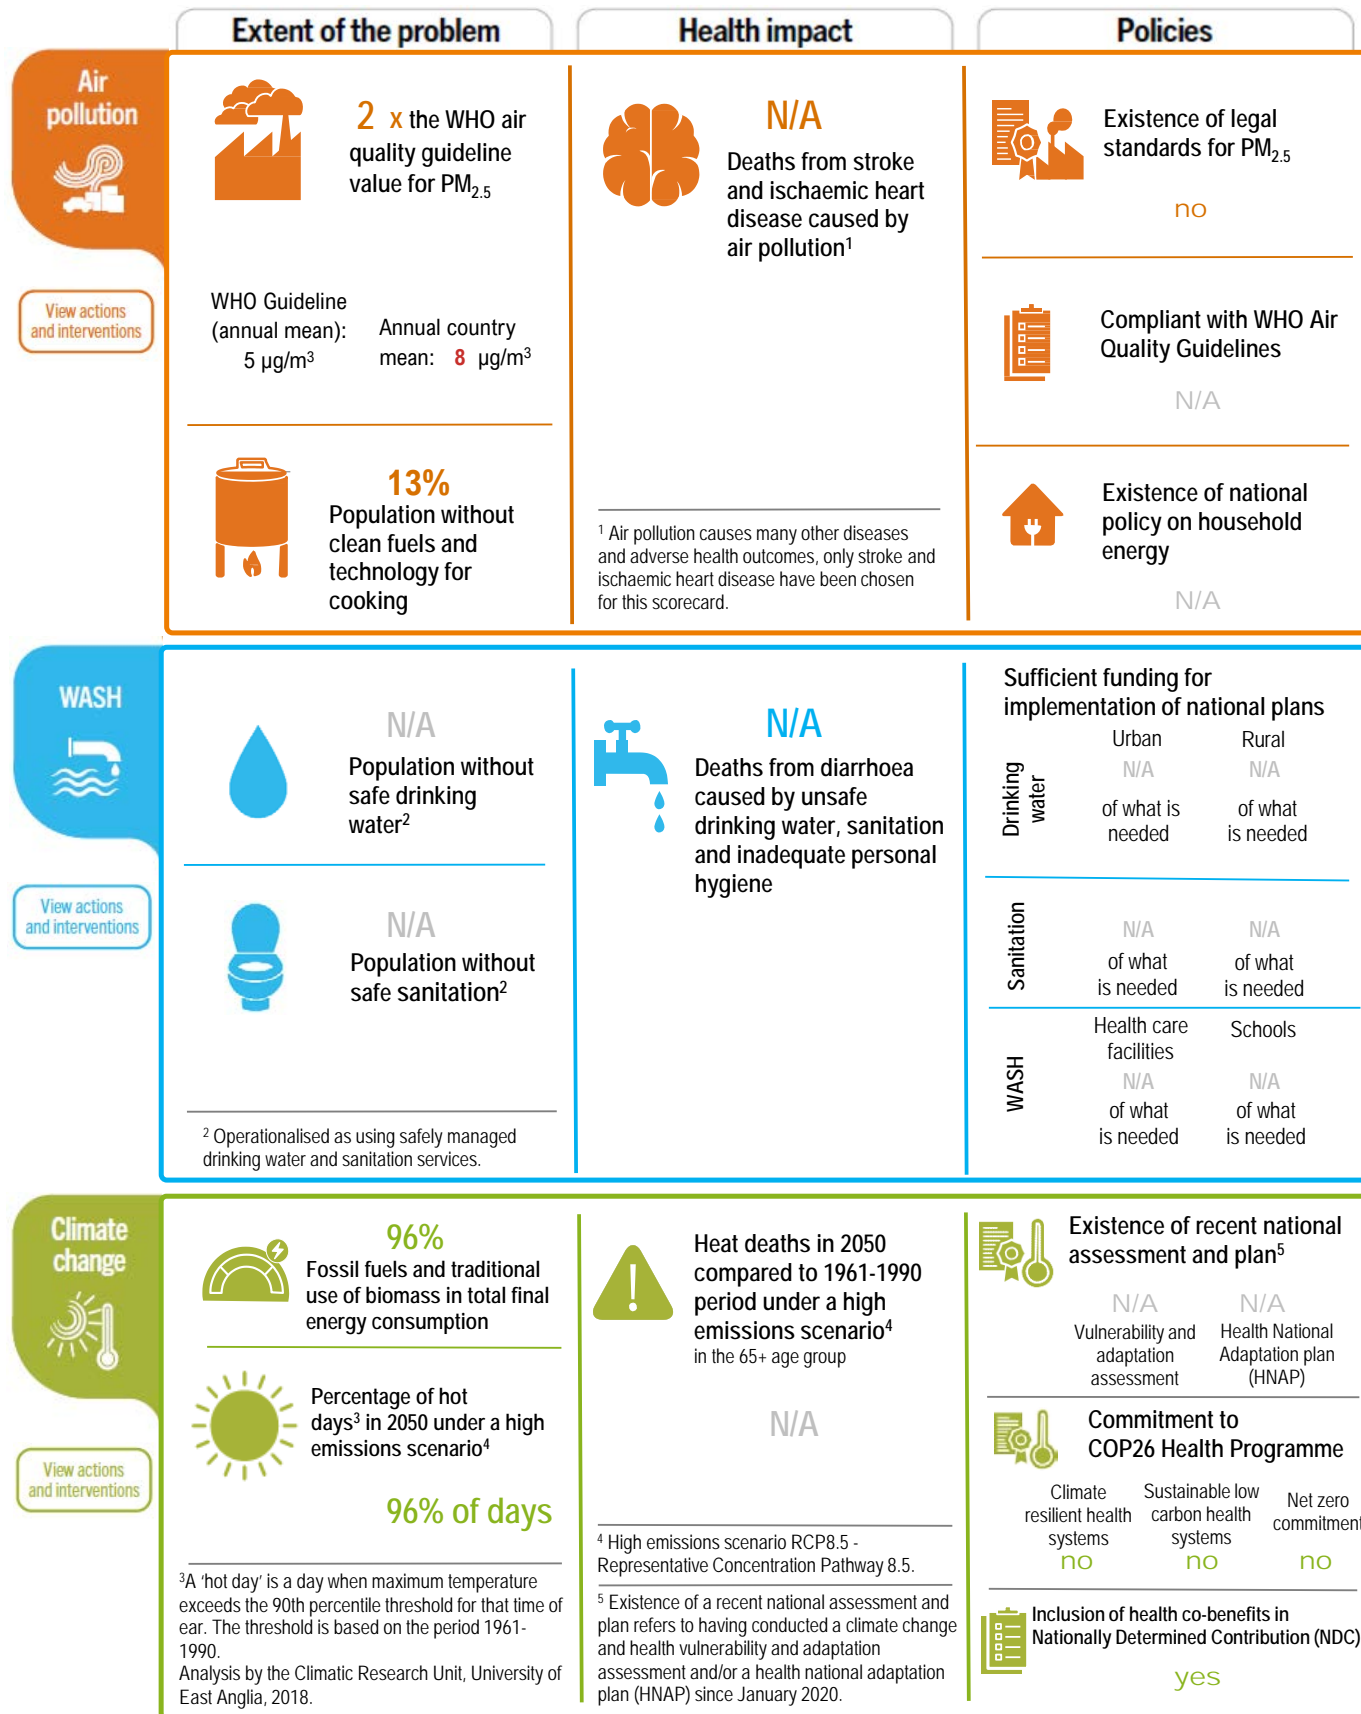 Extent of the problem
Health impact
Policies
Air
pollution
View actions
and interventions
2 x the WHO air
quality guideline
value for PM2.5
WHO Guideline
(annual mean):
5 µg/m³
Annual country
mean: 8 µg/m³
13%
Population without
clean fuels and
technology for
cooking
N/A
Deaths from stroke
and ischaemic heart
disease caused by
air pollution¹
¹ Air pollution causes many other diseases
and adverse health outcomes, only stroke and
ischaemic heart disease have been chosen
for this scorecard.
Existence of legal
standards for PM2.5
no
Compliant with WHO Air
Quality Guidelines
N/A
Existence of national
policy on household
energy
N/A
WASH
View actions
and interventions
N/A
Population without
safe drinking
water²
N/A
Population without
safe sanitation²
² Operationalised as using safely managed
drinking water and sanitation services.
N/A
Deaths from diarrhoea
caused by unsafe
drinking water, sanitation
and inadequate personal
hygiene
Sufficient funding for
implementation of national plans
Drinking
water
Urban
N/A
of what is
needed
Rural
N/A
of what
is needed
Sanitation
N/A
of what
is needed
N/A
of what
is needed
WASH
Health care
facilities
N/A
of what
is needed
Schools
N/A
of what
is needed
Climate
change
View actions
and interventions
96%
Fossil fuels and traditional
use of biomass in total final
energy consumption
Percentage of hot
days³ in 2050 under a high
emissions scenario⁴
96% of days
³A 'hot day' is a day when maximum temperature
exceeds the 90th percentile threshold for that time of
ear. The threshold is based on the period 1961-
1990.
Analysis by the Climatic Research Unit, University of
East Anglia, 2018.
Heat deaths in 2050
compared to 1961-1990
period under a high
emissions scenario⁴
in the 65+ age group
N/A
⁴ High emissions scenario RCP8.5 -
Representative Concentration Pathway 8.5.
⁵ Existence of a recent national assessment and
plan refers to having conducted a climate change
and health vulnerability and adaptation
assessment and/or a health national adaptation
plan (HNAP) since January 2020.
Existence of recent national
assessment and plan⁵
N/A
Vulnerability and
adaptation
assessment
N/A
Health National
Adaptation plan
(HNAP)
Commitment to
COP26 Health Programme
Climate
resilient health
systems
no
Sustainable low
carbon health
systems
no
Net zero
commitment
no
Inclusion of health co-benefits in
Nationally Determined Contribution (NDC)
yes